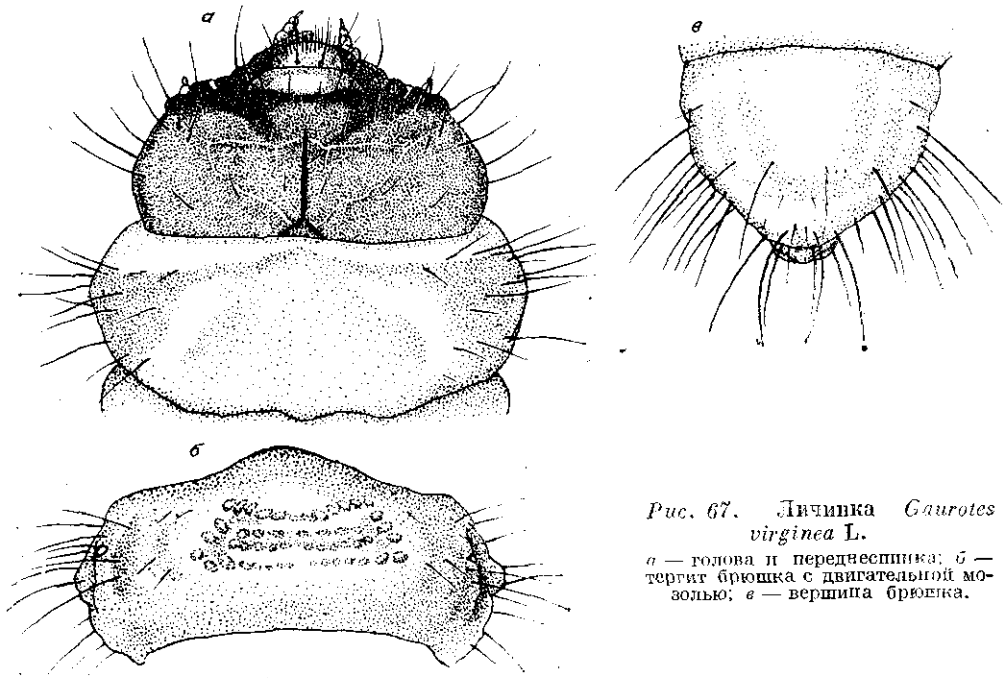 а
в
б
Рис. 67. Личинка Gaurotes
virginea L.
а — голова и переднеспинка; б —
тергит брюшка с двигательной мо-
золью; в — вершина брюшка.